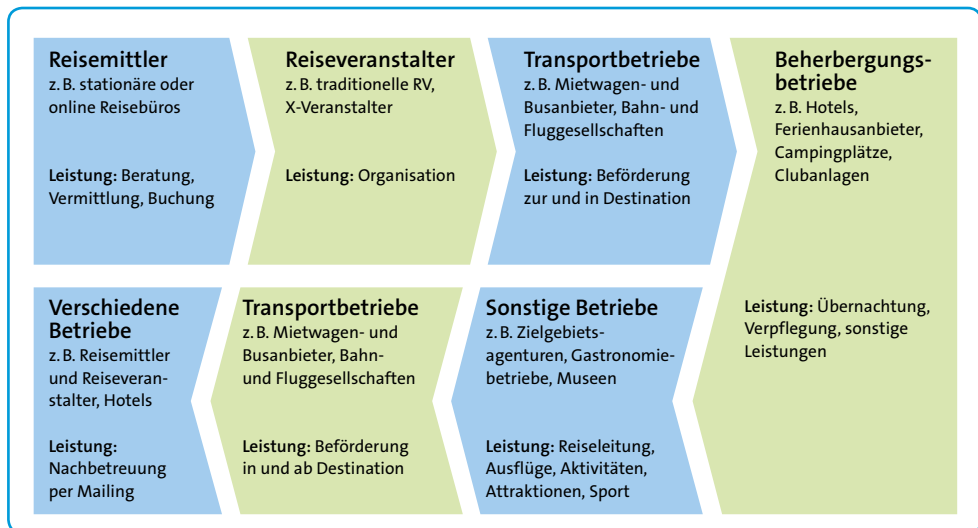 Reisemittler
z. B. stationäre oder
online Reisebüros
Leistung: Beratung,
Vermittlung, Buchung
Reiseveranstalter
z. B. traditionelle RV,
X-Veranstalter
Leistung: Organisation
Transportbetriebe
z. B. Mietwagen- und
Busanbieter, Bahn- und
Fluggesellschaften
Leistung: Beförderung
zur und in Destination
Beherbergungs-
betriebe
z. B. Hotels,
Ferienhausanbieter,
Campingplätze,
Clubanlagen
Leistung: Übernachtung,
Verpflegung, sonstige
Leistungen
Sonstige Betriebe
z. B. Zielgebiets-
agenturen, Gastronomie-
betriebe, Museen
Leistung: Reiseleitung,
Ausflüge, Aktivitäten,
Attraktionen, Sport
Transportbetriebe
z. B. Mietwagen- und
Busanbieter, Bahn-
und Fluggesellschaften
Leistung: Beförderung
in und ab Destination
Verschiedene
Betriebe
z. B. Reisemittler
und Reiseveran-
stalter, Hotels
Leistung:
Nachbetreuung
per Mailing